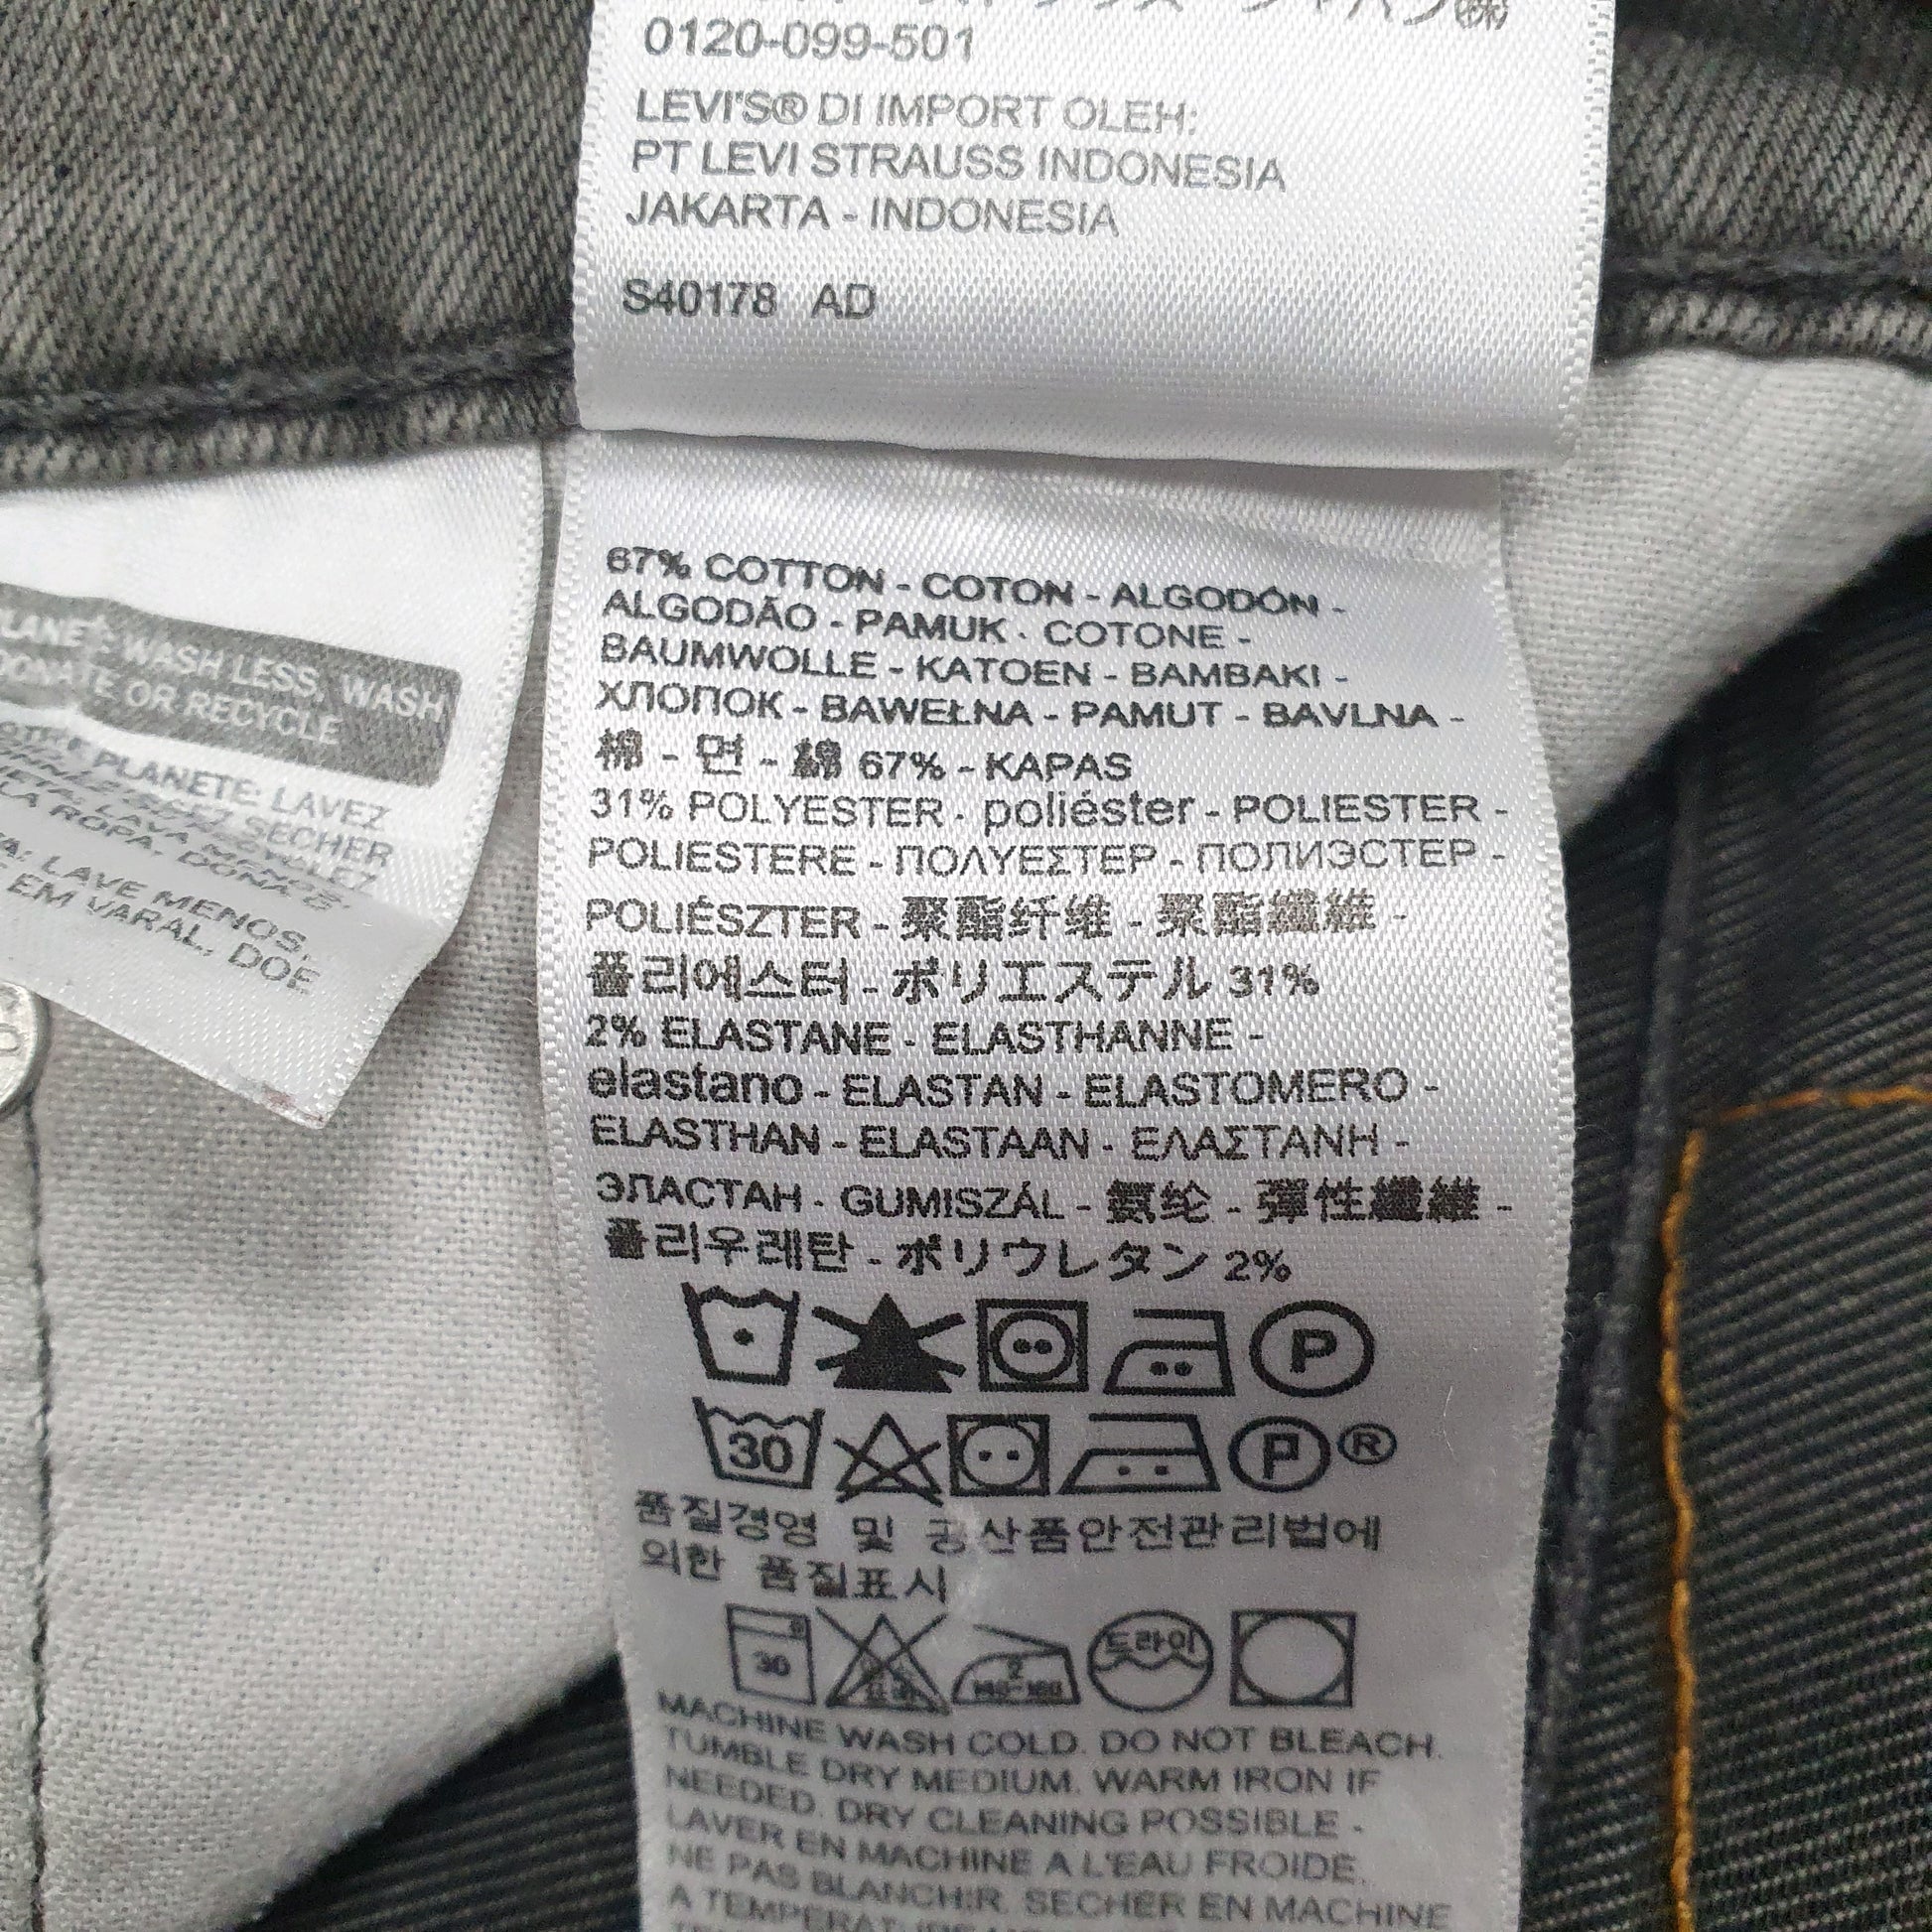 0120-099-501
LEVI'S® DI IMPORT OLEH:
PT LEVI STRAUSS INDONESIA
JAKARTA - INDONESIA
S40178 AD
PLANET: WASH LESS, WASH
DONATE OR RECYCLE
PLANETE: LAVEZ
SECHER
LAVA MENOS,
LA ROPA, DONA
LAVE MENOS,
EM VARAL, DOE
67% COTTON - COTON - ALGODÓN -
ALGODÃO - PAMUK - COTONE -
BAUMWOLLE - KATOEN - BAMBAKI -
ХЛОПОК - BAWEŁNA - PAMUT - BAVLNA -
棉 - 면 - 綿 67% - KAPAS
31% POLYESTER - poliéster - POLIESTER -
POLIESTERE - ΠΟΛΥΕΣΤΕΡ - ПОЛИЭСТЕР -
POLIÉSZTER - 聚酯纤维 - 聚酯纖維 -
폴리에스터 - ポリエステル 31%
2% ELASTANE - ELASTHANNE -
elastano - ELASTAN - ELASTOMERO -
ELASTHAN - ELASTAAN - ΕΛΑΣΤΑΝΗ -
ЭЛАСТАН - GUMISZÁL - 氨纶 - 彈性纖維 -
폴리우레탄 - ポリウレタン 2%
P
30 P ®
품질경영 및 공산품안전관리법에
의한 품질표시
30 2 140-160 드라이
MACHINE WASH COLD. DO NOT BLEACH.
TUMBLE DRY MEDIUM. WARM IRON IF
NEEDED. DRY CLEANING POSSIBLE -
LAVER EN MACHINE A L'EAU FROIDE.
NE PAS BLANCHIR. SECHER EN MACHINE
A